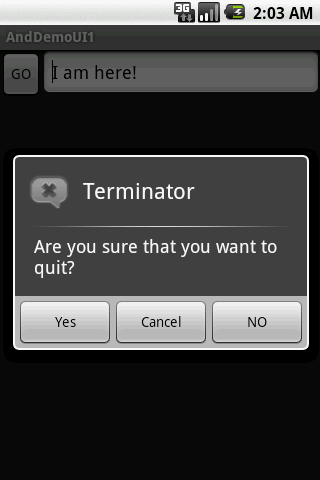 3G 2:03 AM
AndDemoUI1
GO I am here!
Terminator
Are you sure that you want to
quit?
Yes Cancel NO